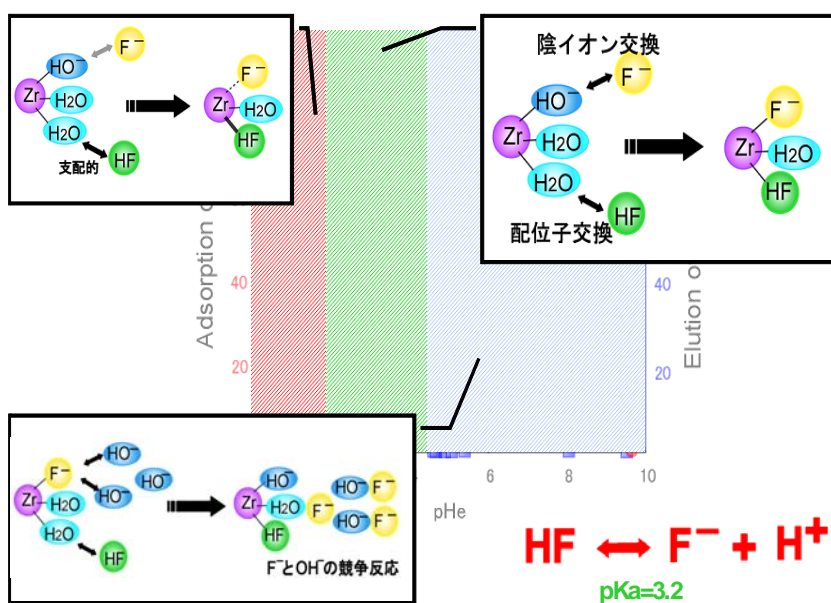 F⁻
HO⁻
Zr
H2O
H2O
支配的
HF
F⁻
Zr
H2O
HF
陰イオン交換
HO⁻
F⁻
Zr
H2O
H2O
配位子交換
HF
F⁻
Zr
H2O
HF
Adsorption o
40
20
Elution o
40
20
6
8
10
pHe
F⁻
HO⁻
HO⁻
HO⁻
Zr
H2O
H2O
HF
HO⁻
Zr
H2O
HF
F⁻
HO⁻
F⁻
HO⁻
F⁻
F⁻とOH⁻の競争反応
HF ↔ F⁻ + H⁺
pKa=3.2